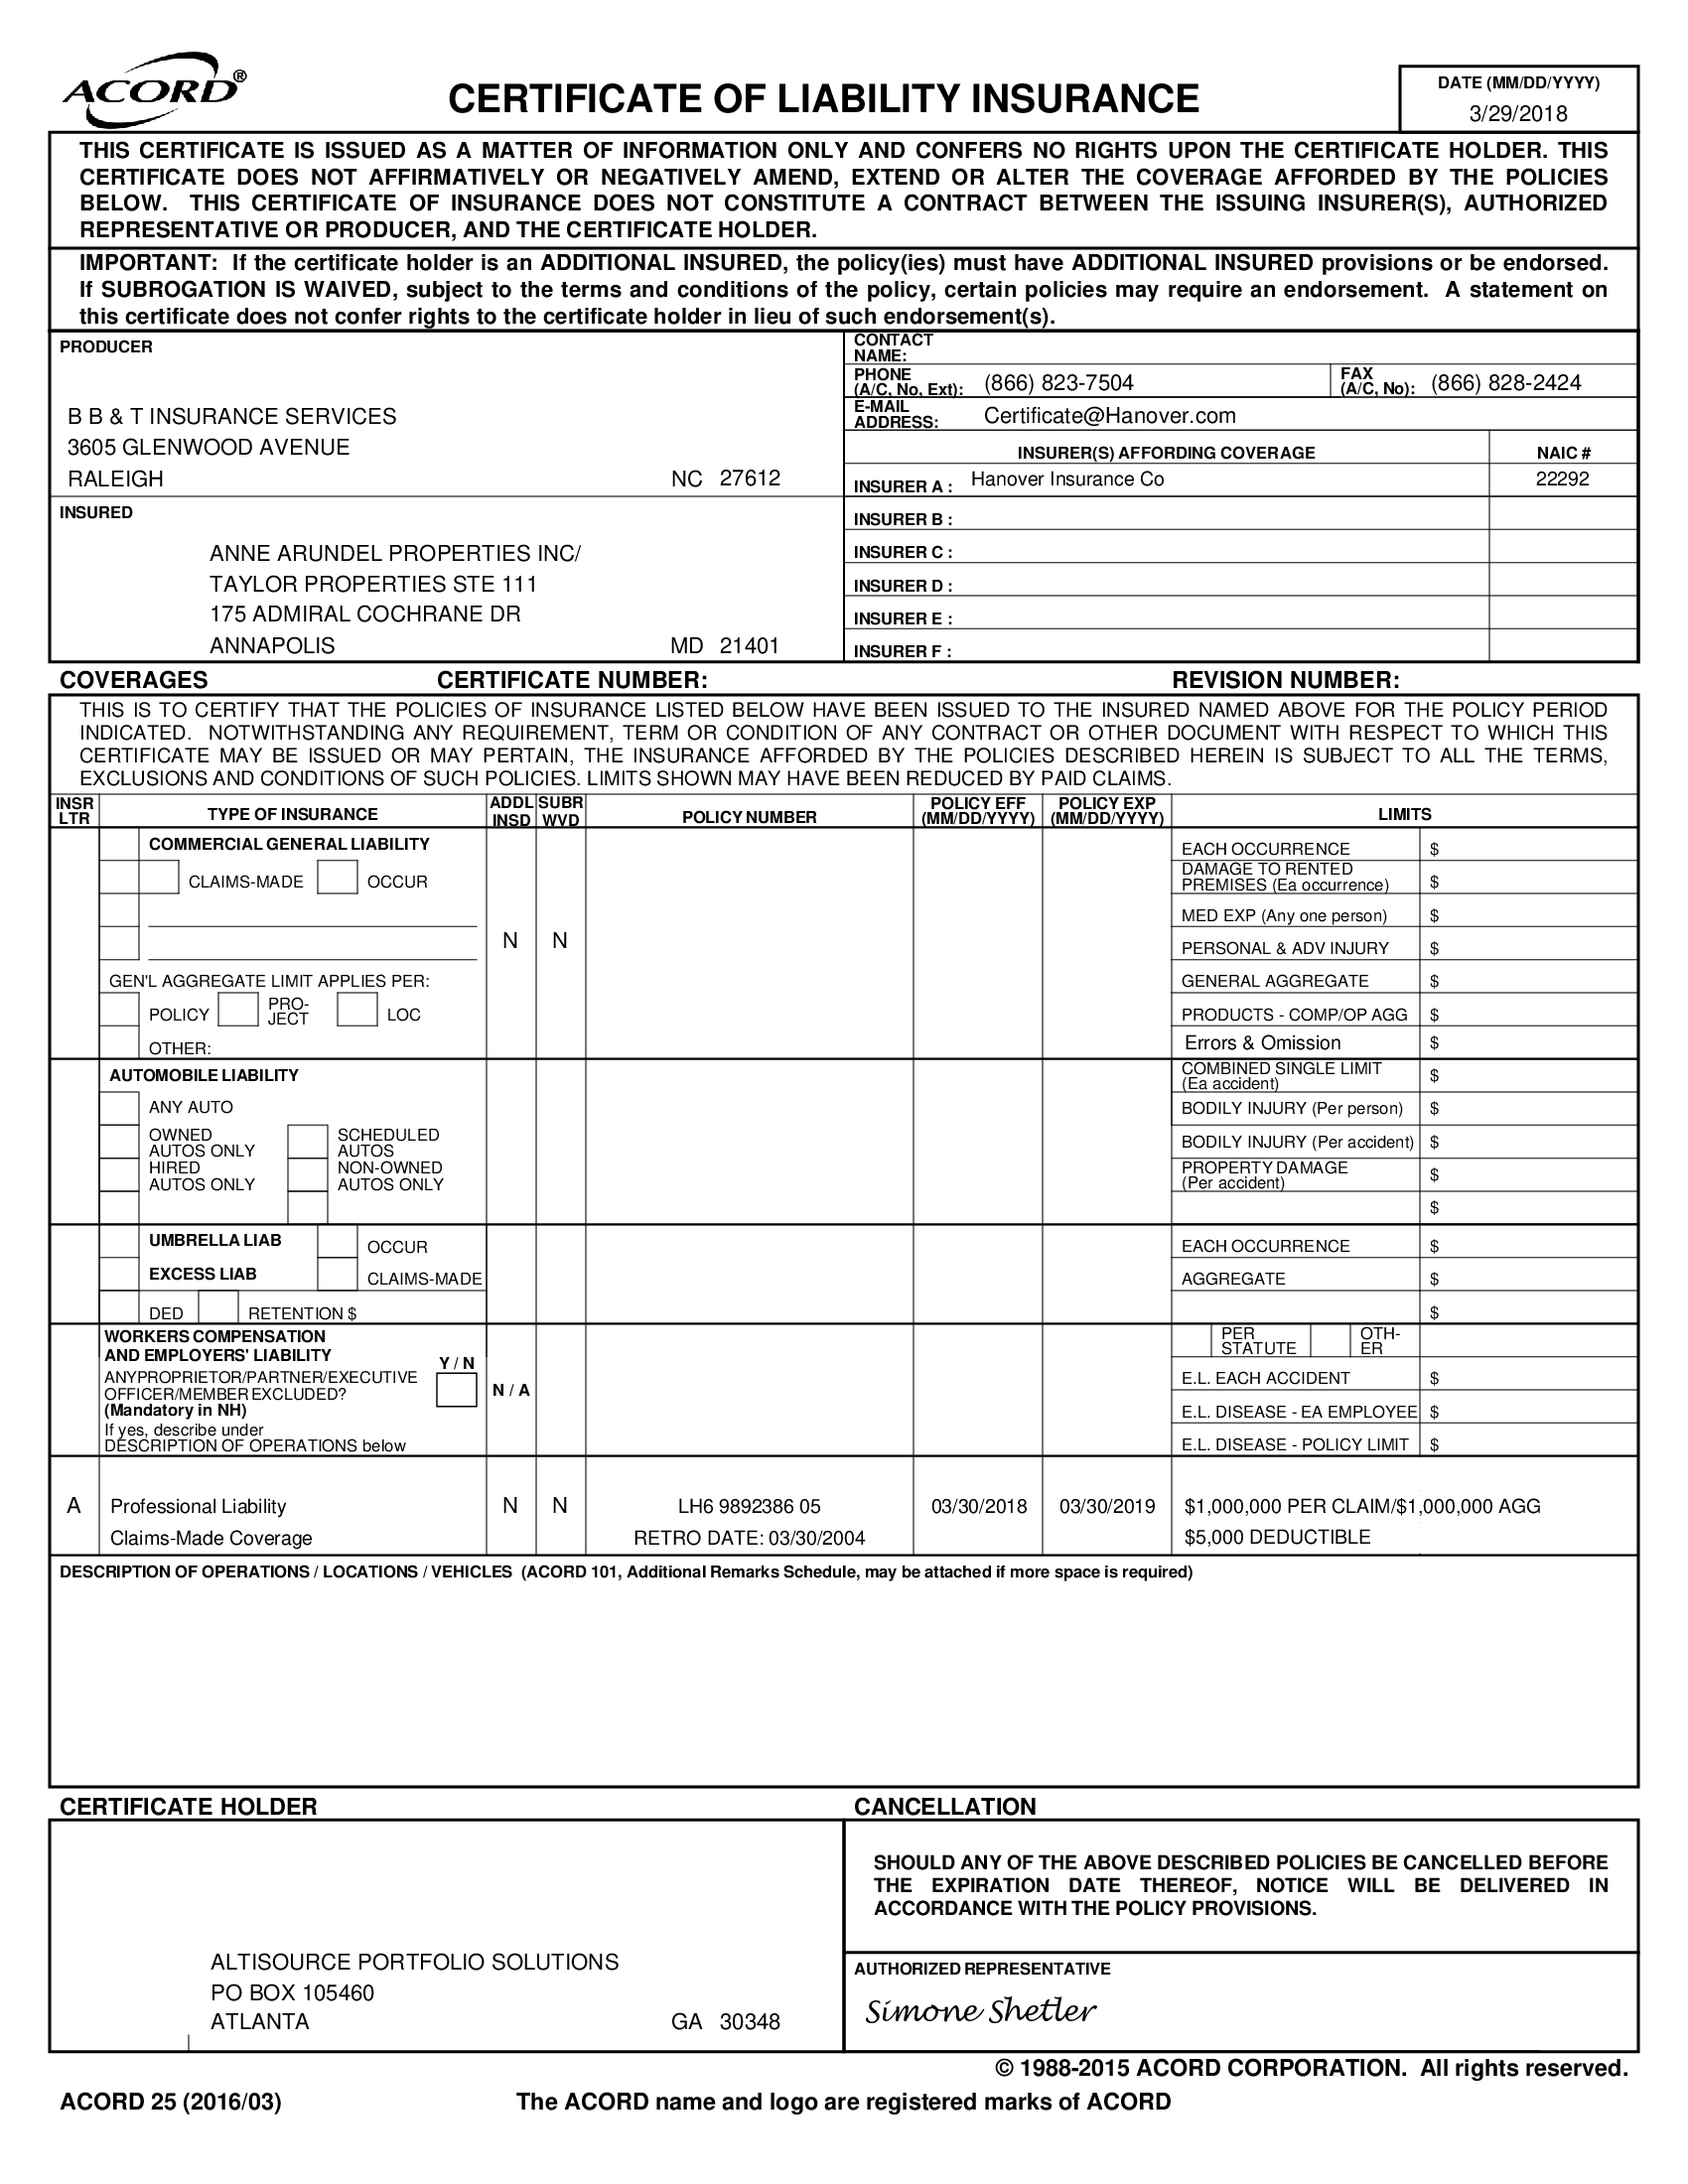 ACORD®
CERTIFICATE OF LIABILITY INSURANCE
DATE (MM/DD/YYYY)
3/29/2018
THIS CERTIFICATE IS ISSUED AS A MATTER OF INFORMATION ONLY AND CONFERS NO RIGHTS UPON THE CERTIFICATE HOLDER. THIS
CERTIFICATE DOES NOT AFFIRMATIVELY OR NEGATIVELY AMEND, EXTEND OR ALTER THE COVERAGE AFFORDED BY THE POLICIES
BELOW. THIS CERTIFICATE OF INSURANCE DOES NOT CONSTITUTE A CONTRACT BETWEEN THE ISSUING INSURER(S), AUTHORIZED
REPRESENTATIVE OR PRODUCER, AND THE CERTIFICATE HOLDER.
IMPORTANT: If the certificate holder is an ADDITIONAL INSURED, the policy(ies) must have ADDITIONAL INSURED provisions or be endorsed.
If SUBROGATION IS WAIVED, subject to the terms and conditions of the policy, certain policies may require an endorsement. A statement on
this certificate does not confer rights to the certificate holder in lieu of such endorsement(s).
PRODUCER
B B & T INSURANCE SERVICES
3605 GLENWOOD AVENUE
RALEIGH NC 27612
CONTACT
NAME:
PHONE
(A/C, No, Ext): (866) 823-7504
FAX
(A/C, No): (866) 828-2424
E-MAIL
ADDRESS: Certificate@Hanover.com
INSURER(S) AFFORDING COVERAGE NAIC #
INSURER A : Hanover Insurance Co 22292
INSURED
ANNE ARUNDEL PROPERTIES INC/
TAYLOR PROPERTIES STE 111
175 ADMIRAL COCHRANE DR
ANNAPOLIS MD 21401
INSURER B :
INSURER C :
INSURER D :
INSURER E :
INSURER F :
COVERAGES CERTIFICATE NUMBER: REVISION NUMBER:
THIS IS TO CERTIFY THAT THE POLICIES OF INSURANCE LISTED BELOW HAVE BEEN ISSUED TO THE INSURED NAMED ABOVE FOR THE POLICY PERIOD
INDICATED. NOTWITHSTANDING ANY REQUIREMENT, TERM OR CONDITION OF ANY CONTRACT OR OTHER DOCUMENT WITH RESPECT TO WHICH THIS
CERTIFICATE MAY BE ISSUED OR MAY PERTAIN, THE INSURANCE AFFORDED BY THE POLICIES DESCRIBED HEREIN IS SUBJECT TO ALL THE TERMS,
EXCLUSIONS AND CONDITIONS OF SUCH POLICIES. LIMITS SHOWN MAY HAVE BEEN REDUCED BY PAID CLAIMS.
INSR
LTR
TYPE OF INSURANCE
ADDL
INSD
SUBR
WVD
POLICY NUMBER
POLICY EFF
(MM/DD/YYYY)
POLICY EXP
(MM/DD/YYYY)
LIMITS
COMMERCIAL GENERAL LIABILITY
CLAIMS-MADE OCCUR
GEN'L AGGREGATE LIMIT APPLIES PER:
POLICY
PRO-
JECT
LOC
OTHER:
N N
EACH OCCURRENCE $
DAMAGE TO RENTED
PREMISES (Ea occurrence) $
MED EXP (Any one person) $
PERSONAL & ADV INJURY $
GENERAL AGGREGATE $
PRODUCTS - COMP/OP AGG $
Errors & Omission $
AUTOMOBILE LIABILITY
ANY AUTO
OWNED
AUTOS ONLY
SCHEDULED
AUTOS
HIRED
AUTOS ONLY
NON-OWNED
AUTOS ONLY
COMBINED SINGLE LIMIT
(Ea accident) $
BODILY INJURY (Per person) $
BODILY INJURY (Per accident) $
PROPERTY DAMAGE
(Per accident) $
$
UMBRELLA LIAB OCCUR
EXCESS LIAB CLAIMS-MADE
DED RETENTION $
EACH OCCURRENCE $
AGGREGATE $
$
WORKERS COMPENSATION
AND EMPLOYERS' LIABILITY
Y / N
ANYPROPRIETOR/PARTNER/EXECUTIVE
OFFICER/MEMBER EXCLUDED?
(Mandatory in NH)
If yes, describe under
DESCRIPTION OF OPERATIONS below
N / A
PER
STATUTE
OTH-
ER
E.L. EACH ACCIDENT $
E.L. DISEASE - EA EMPLOYEE $
E.L. DISEASE - POLICY LIMIT $
A Professional Liability N N LH6 9892386 05 03/30/2018 03/30/2019 $1,000,000 PER CLAIM/$1,000,000 AGG
Claims-Made Coverage RETRO DATE: 03/30/2004 $5,000 DEDUCTIBLE
DESCRIPTION OF OPERATIONS / LOCATIONS / VEHICLES (ACORD 101, Additional Remarks Schedule, may be attached if more space is required)
CERTIFICATE HOLDER
ALTISOURCE PORTFOLIO SOLUTIONS
PO BOX 105460
ATLANTA GA 30348
CANCELLATION
SHOULD ANY OF THE ABOVE DESCRIBED POLICIES BE CANCELLED BEFORE
THE EXPIRATION DATE THEREOF, NOTICE WILL BE DELIVERED IN
ACCORDANCE WITH THE POLICY PROVISIONS.
AUTHORIZED REPRESENTATIVE
Simone Shetler
© 1988-2015 ACORD CORPORATION. All rights reserved.
ACORD 25 (2016/03) The ACORD name and logo are registered marks of ACORD